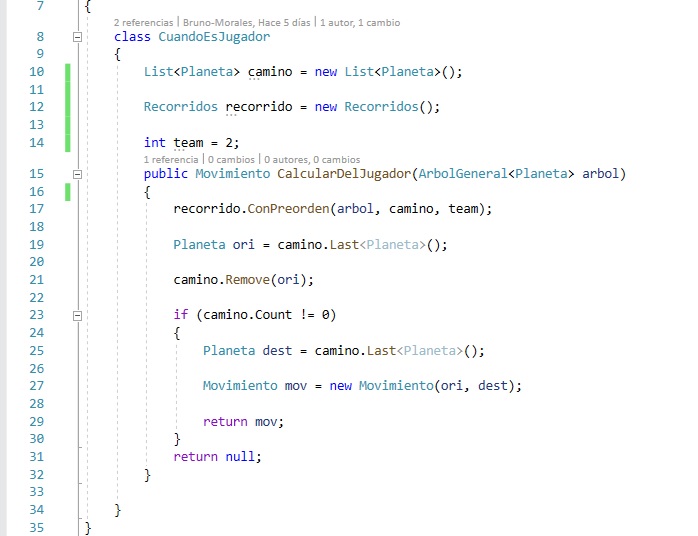 7 {
2 referencias | Bruno-Morales, Hace 5 días | 1 autor, 1 cambio
8 class CuandoEsJugador
9 {
10 List<Planeta> camino = new List<Planeta>();
11
12 Recorridos recorrido = new Recorridos();
13
14 int team = 2;
1 referencia | 0 cambios | 0 autores, 0 cambios
15 public Movimiento CalcularDelJugador(ArbolGeneral<Planeta> arbol)
16 {
17 recorrido.ConPreorden(arbol, camino, team);
18
19 Planeta ori = camino.Last<Planeta>();
20
21 camino.Remove(ori);
22
23 if (camino.Count != 0)
24 {
25 Planeta dest = camino.Last<Planeta>();
26
27 Movimiento mov = new Movimiento(ori, dest);
28
29 return mov;
30 }
31 return null;
32 }
33
34 }
35 }